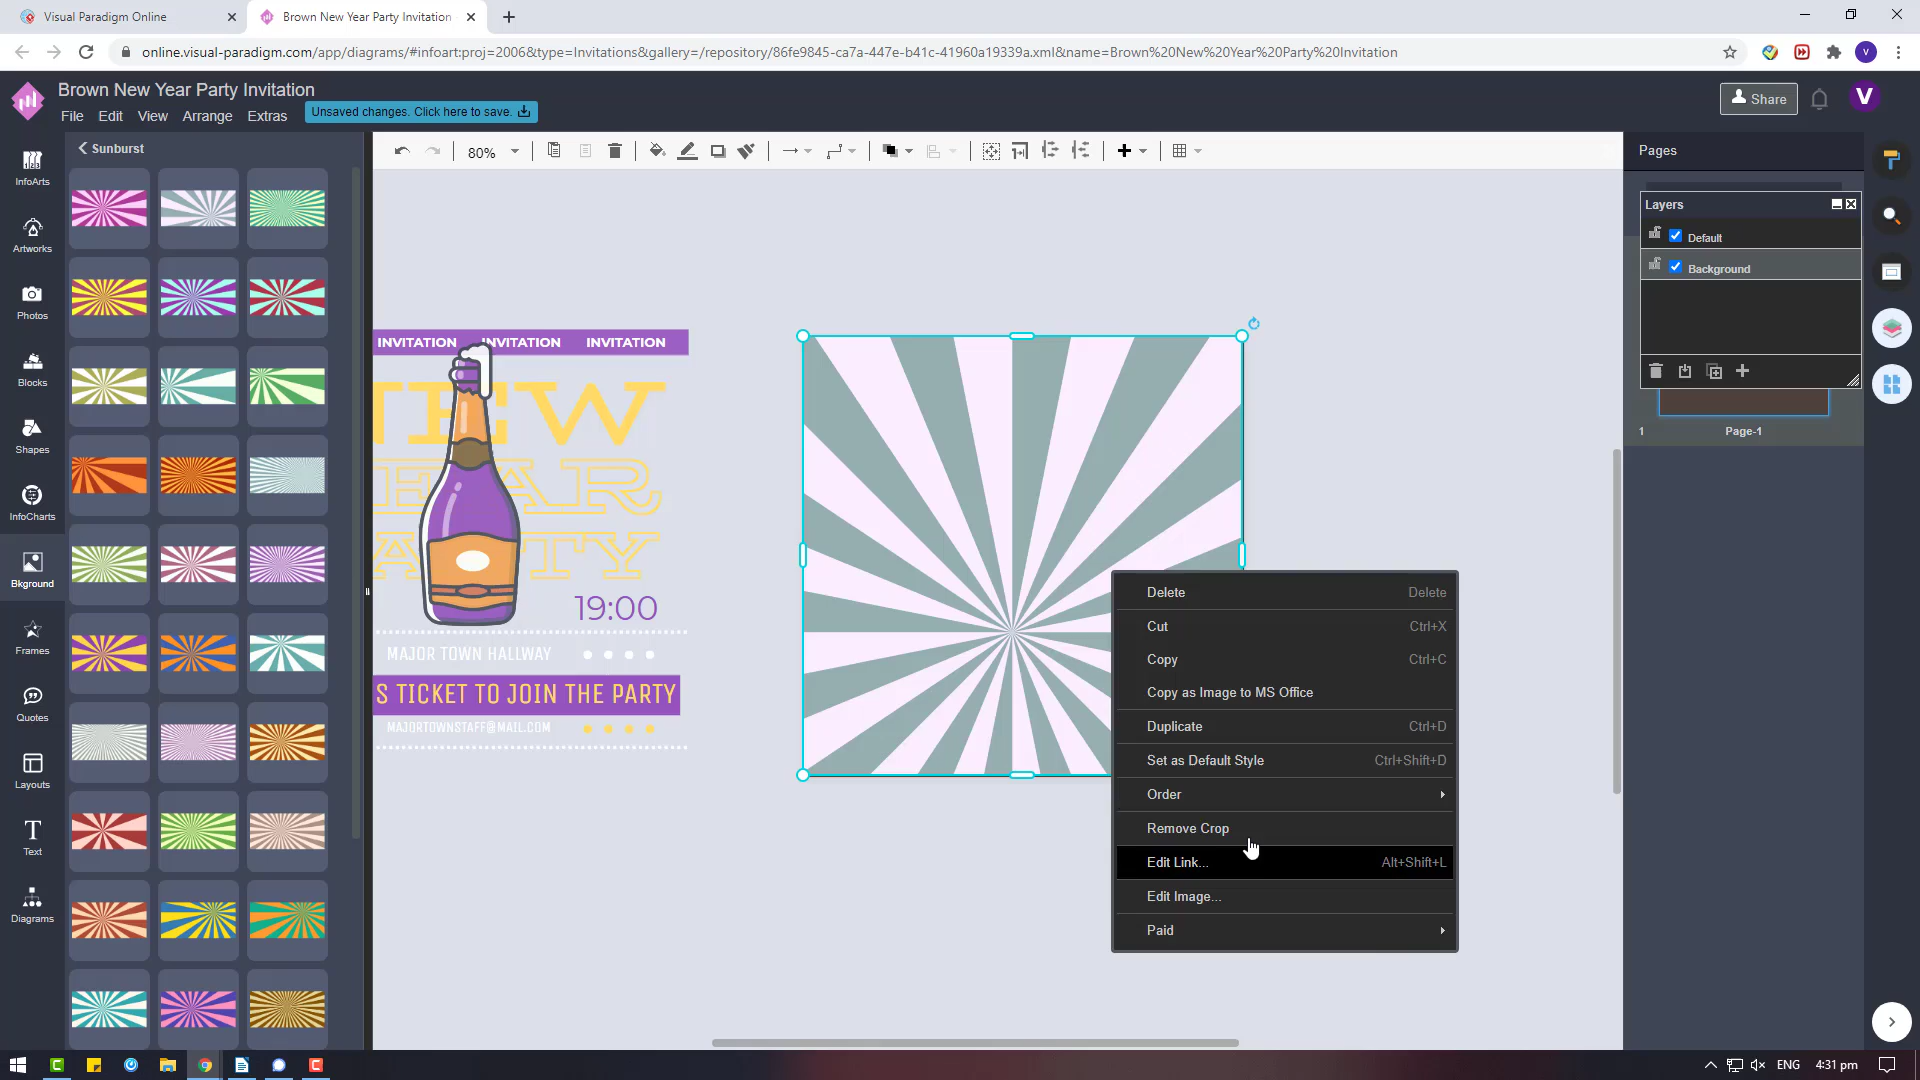 Visual Paradigm Online
Brown New Year Party Invitation
online.visual-paradigm.com/app/diagrams/#infoart:proj=2006&type=Invitations&gallery=/repository/86fe9845-ca7a-447e-b41c-41960a19339a.xml&name=Brown%20New%20Year%20Party%20Invitation
V
Brown New Year Party Invitation
File Edit View Arrange Extras
Unsaved changes. Click here to save.
Share
V
Sunburst
80%
Pages
InfoArts
Artworks
Photos
Blocks
Shapes
InfoCharts
Bkground
Frames
Quotes
Layouts
Text
Diagrams
INVITATION INVITATION INVITATION
NEW
EAR
19:00
MAJOR TOWN HALLWAY
S TICKET TO JOIN THE PARTY
MAJORTOWNSTAFF@MAIL.COM
Delete Delete
Cut Ctrl+X
Copy Ctrl+C
Copy as Image to MS Office
Duplicate Ctrl+D
Set as Default Style Ctrl+Shift+D
Order
Remove Crop
Edit Link... Alt+Shift+L
Edit Image...
Paid
Layers
Default
Background
1 Page-1
ENG 4:31 pm